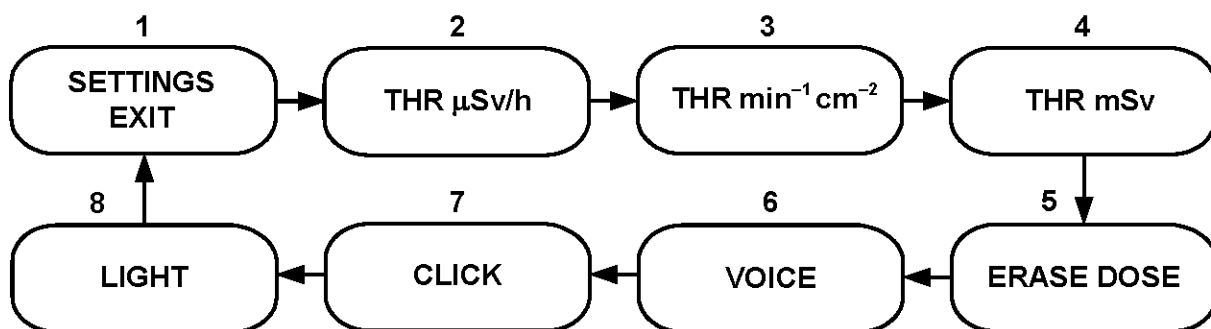 1 2 3 4
SETTINGS
EXIT
THR µSv/h
THR min⁻¹ cm⁻²
THR mSv
8 7 6 5
LIGHT
CLICK
VOICE
ERASE DOSE